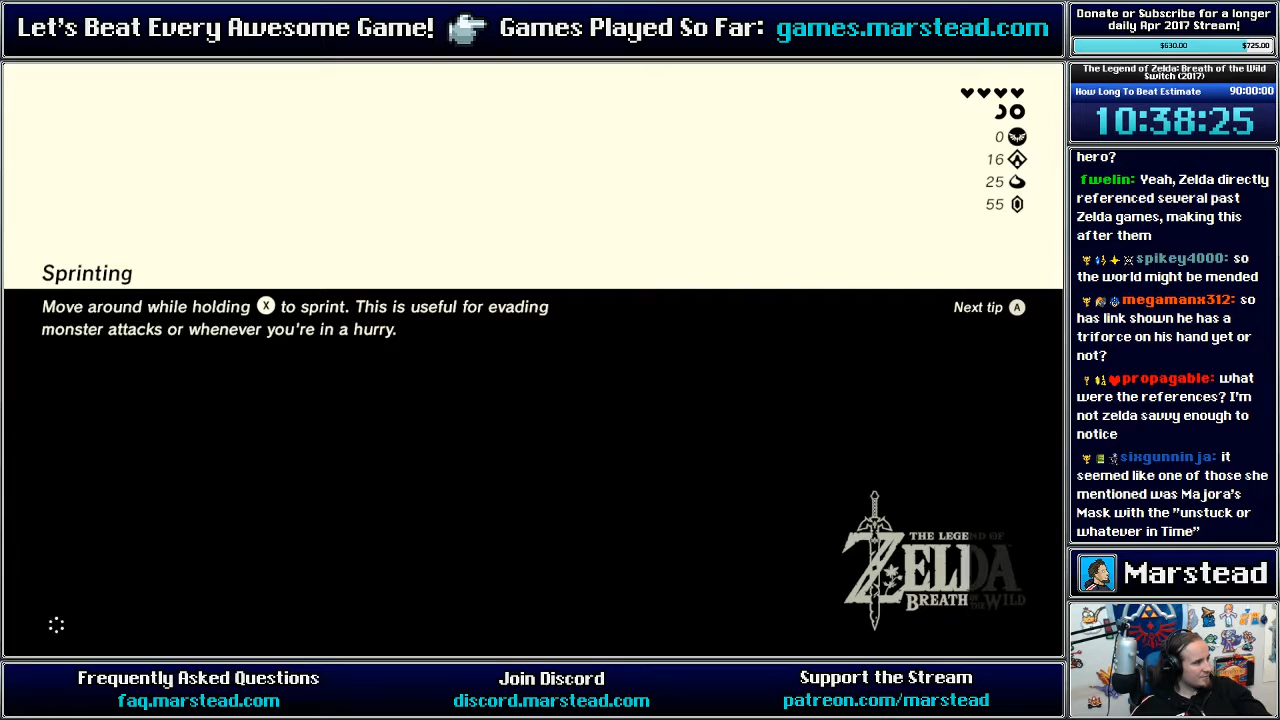 Let's Beat Every Awesome Game!
Games Played So Far: games.marstead.com
Donate or Subscribe for a longer
daily Apr 2017 Stream!
$630.00
$725.00
The Legend of Zelda: Breath of the Wild
Switch (2017)
How Long To Beat Estimate 90:00:00
10:38:25
0
16
25
55
Sprinting
Move around while holding X to sprint. This is useful for evading
monster attacks or whenever you're in a hurry.
Next tip A
THE LEGEND OF
ZELDA
BREATH OF THE WILD
hero?
fwelin: Yeah, Zelda directly
referenced several past
Zelda games, making this
after them
spikey4000: so
the world might be mended
megamanx312: so
has link shown he has a
triforce on his hand yet or
not?
propagable: what
were the references? I'm
not zelda savvy enough to
notice
sixgunninja: it
seemed like one of those she
mentioned was Majora's
Mask with the "unstuck or
whatever in Time"
Marstead
Frequently Asked Questions
faq.marstead.com
Join Discord
discord.marstead.com
Support the Stream
patreon.com/marstead